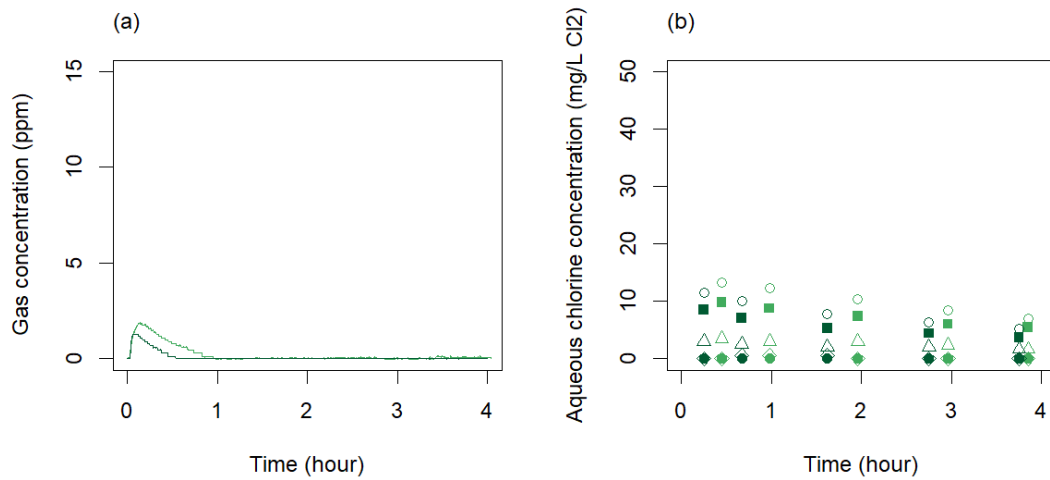 (a)
Gas concentration (ppm)
15
10
5
0
0 1 2 3 4
Time (hour)
(b)
Aqueous chlorine concentration (mg/L Cl2)
50
40
30
20
10
0
0 1 2 3 4
Time (hour)